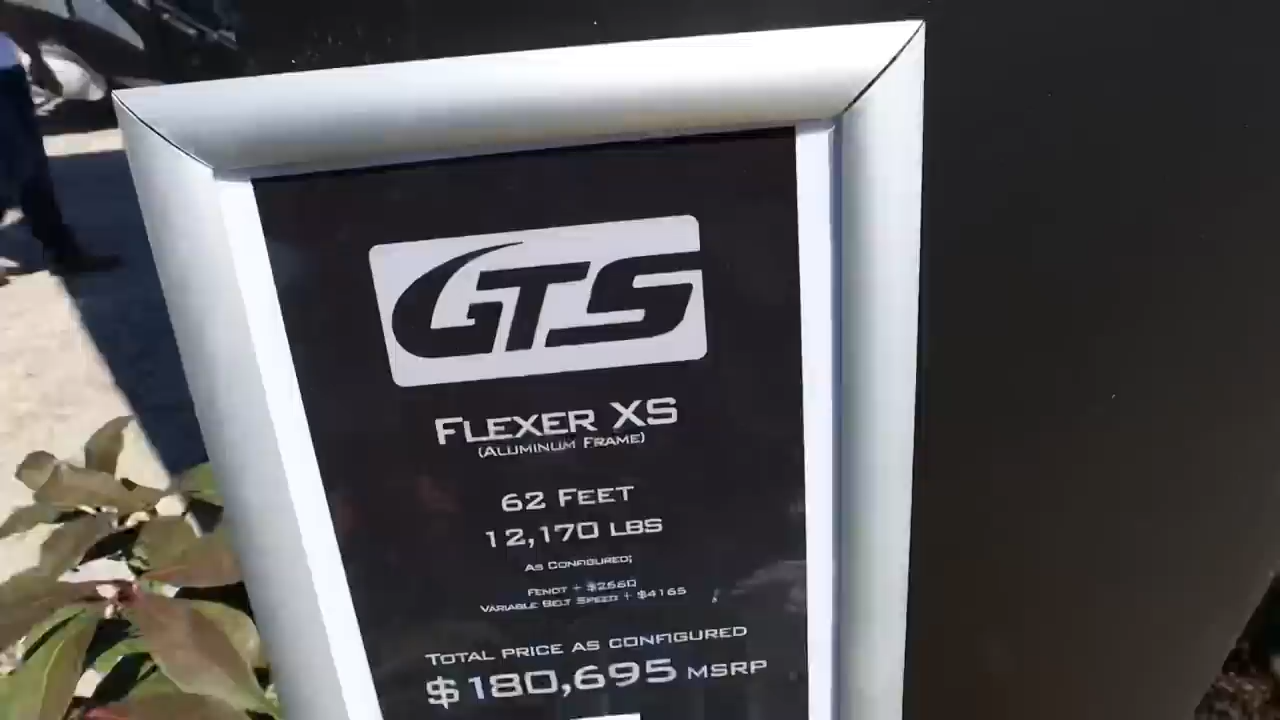 GTS
FLEXER XS
(ALUMINUM FRAME)
62 FEET
12,170 LBS
AS CONFIGURED;
FENDT + $2660
VARIABLE BELT SPEED + $4165
TOTAL PRICE AS CONFIGURED
$180,695 MSRP